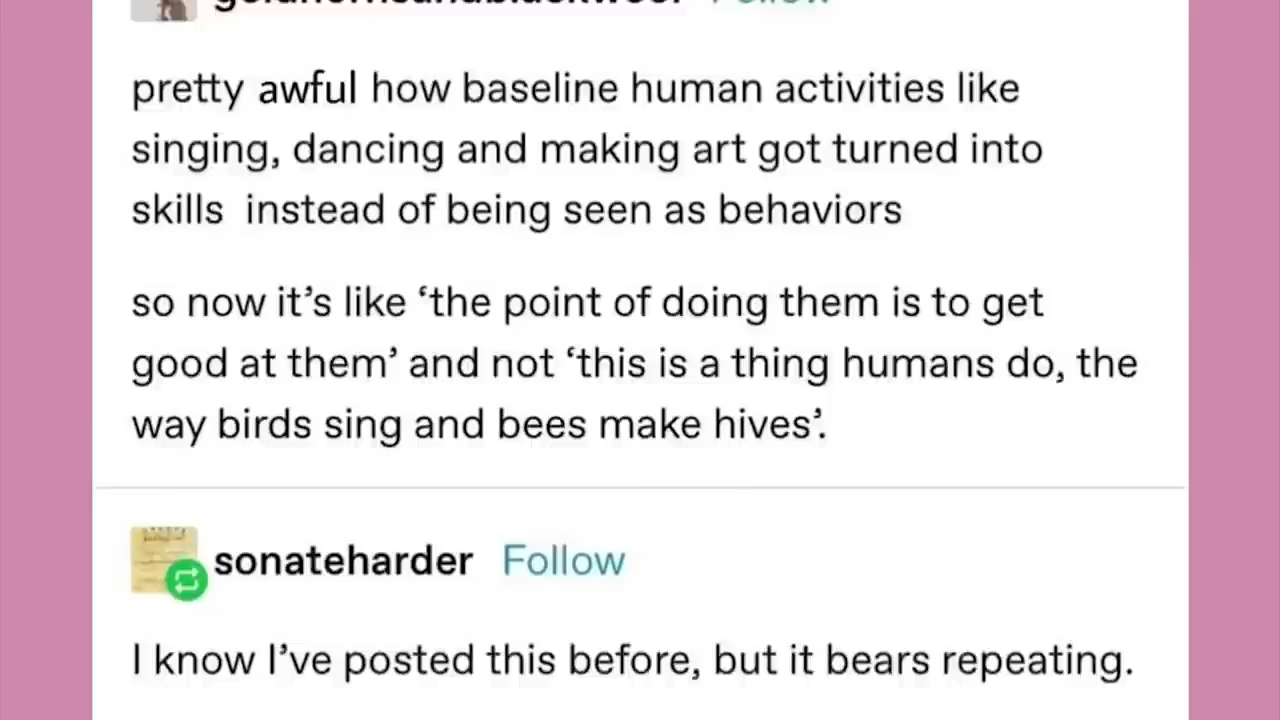 pretty awful how baseline human activities like
singing, dancing and making art got turned into
skills instead of being seen as behaviors
so now it’s like ‘the point of doing them is to get
good at them’ and not ‘this is a thing humans do, the
way birds sing and bees make hives’.
sonateharder Follow
I know I’ve posted this before, but it bears repeating.